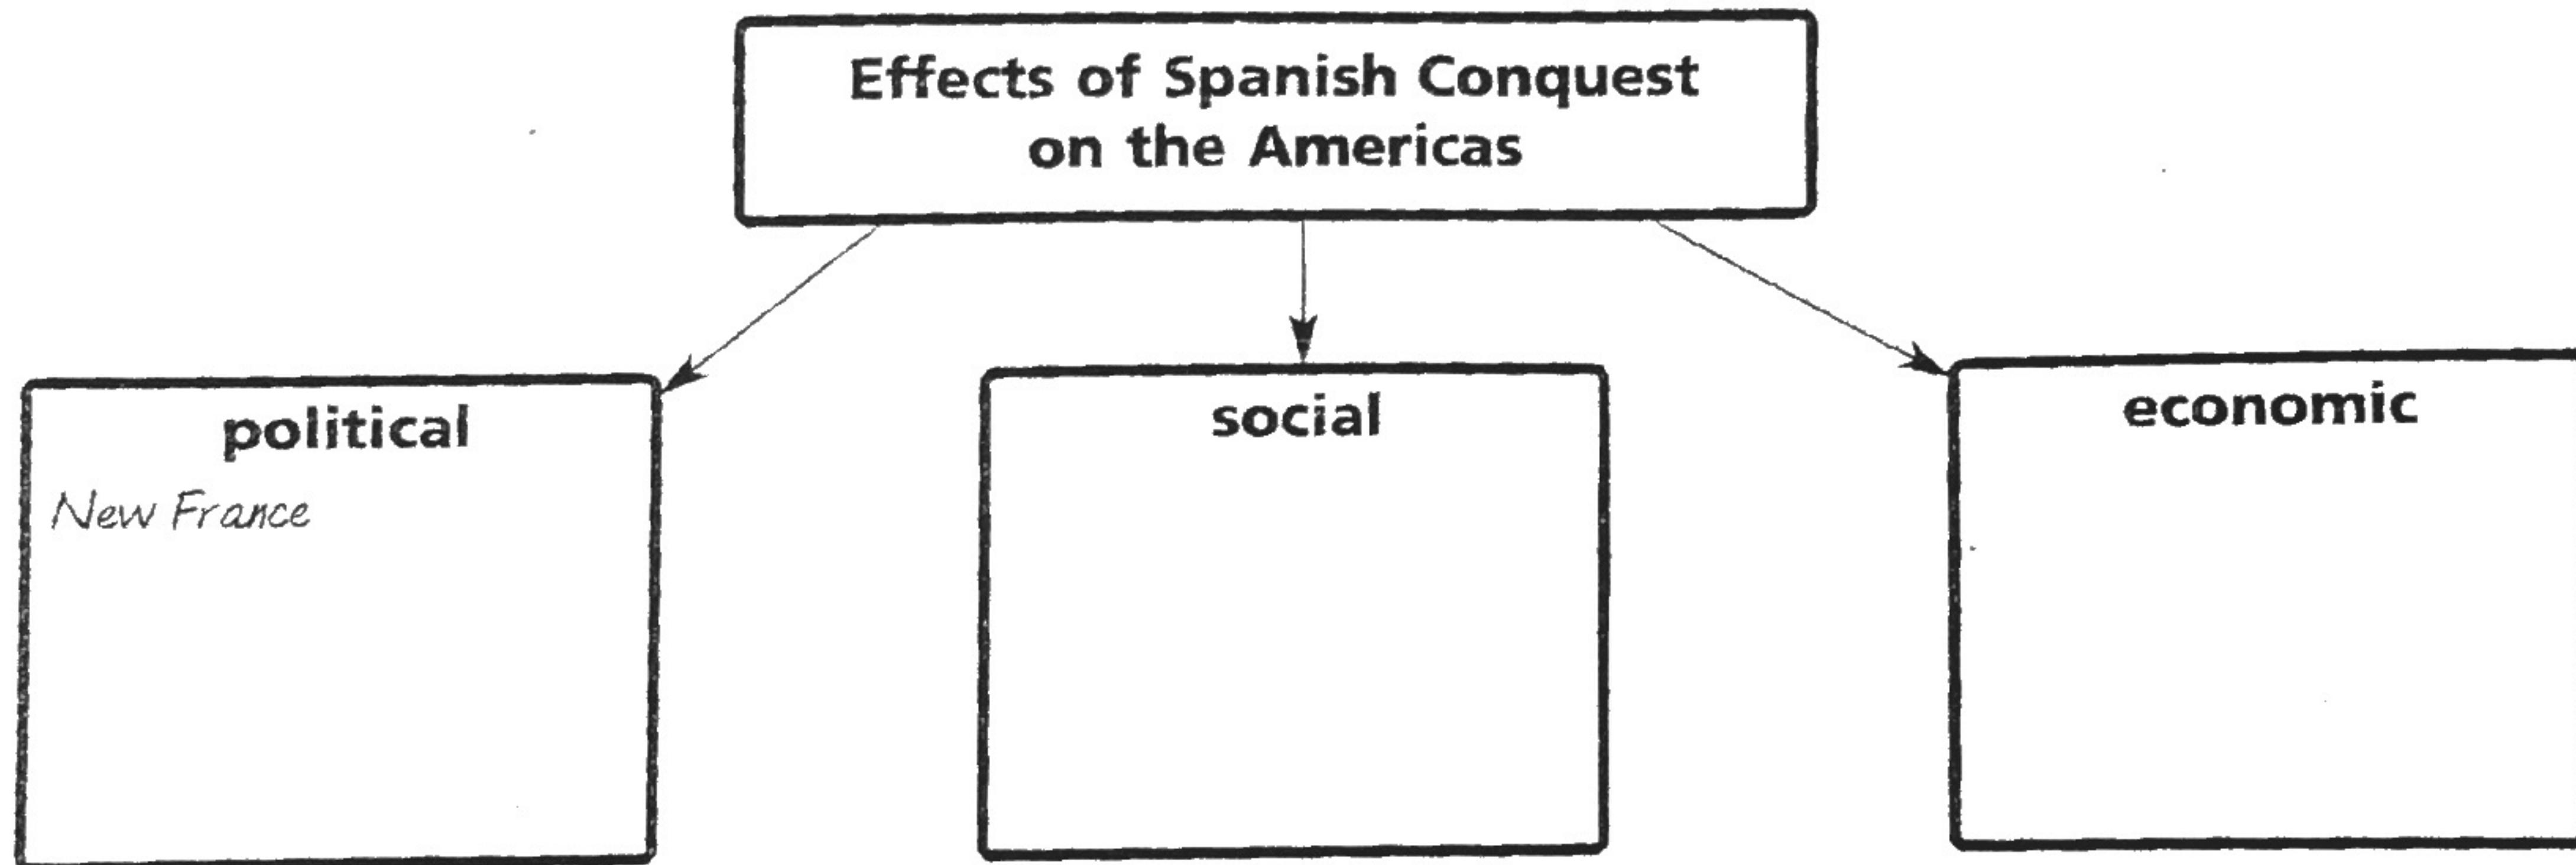 Effects of Spanish Conquest
on the Americas
political
social
economic
New France